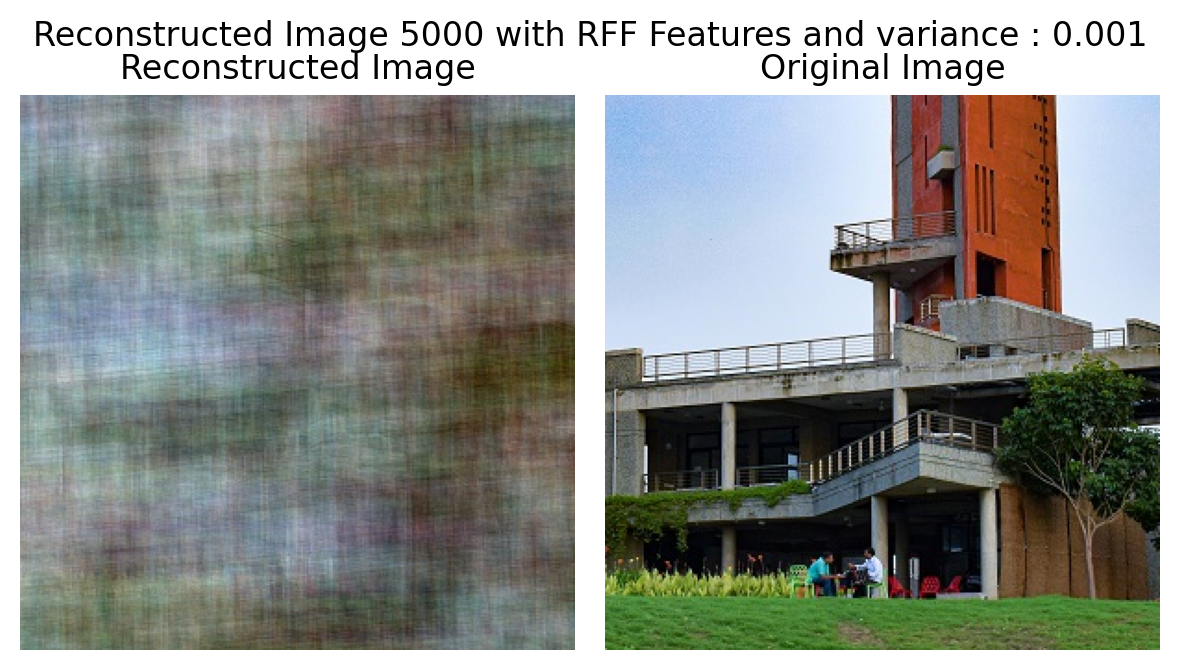 Reconstructed Image 5000 with RFF Features and variance : 0.001
Reconstructed Image
Original Image